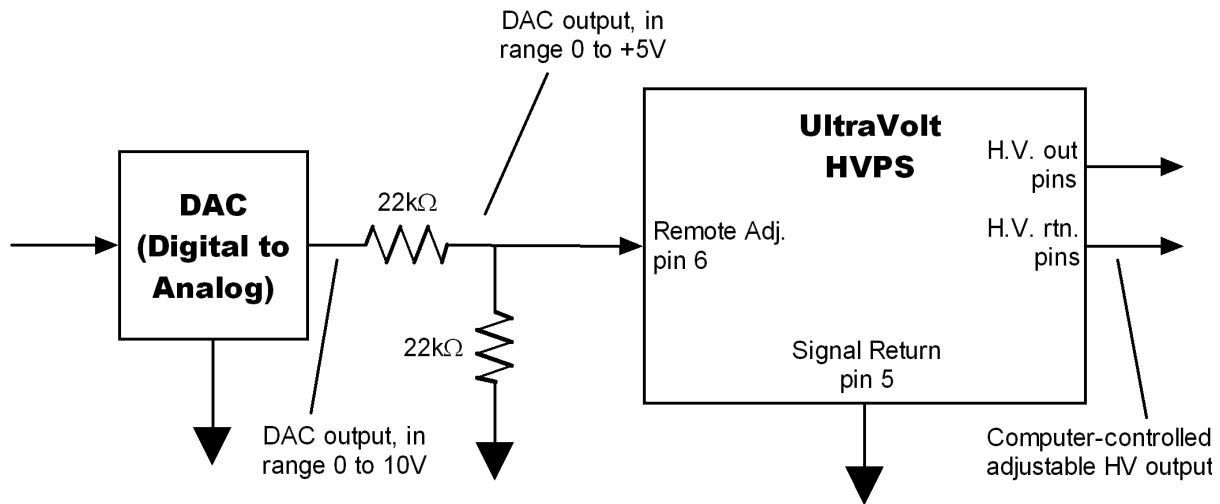 DAC output, in
range 0 to +5V
UltraVolt
HVPS
H.V. out
pins
DAC
(Digital to
Analog)
22kΩ
Remote Adj.
pin 6
H.V. rtn.
pins
22kΩ
Signal Return
pin 5
DAC output, in
range 0 to 10V
Computer-controlled
adjustable HV output